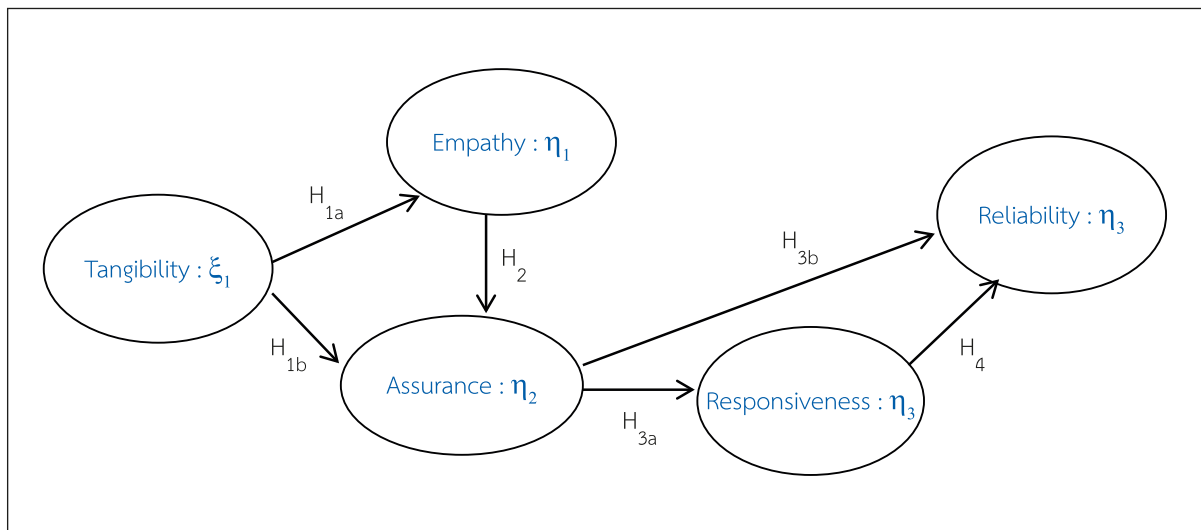 Empathy : η₁
H₁ₐ
Tangibility : ξ₁
H₂
H₃b
Reliability : η₃
H₁b
Assurance : η₂
H₃ₐ
Responsiveness : η₃
H₄